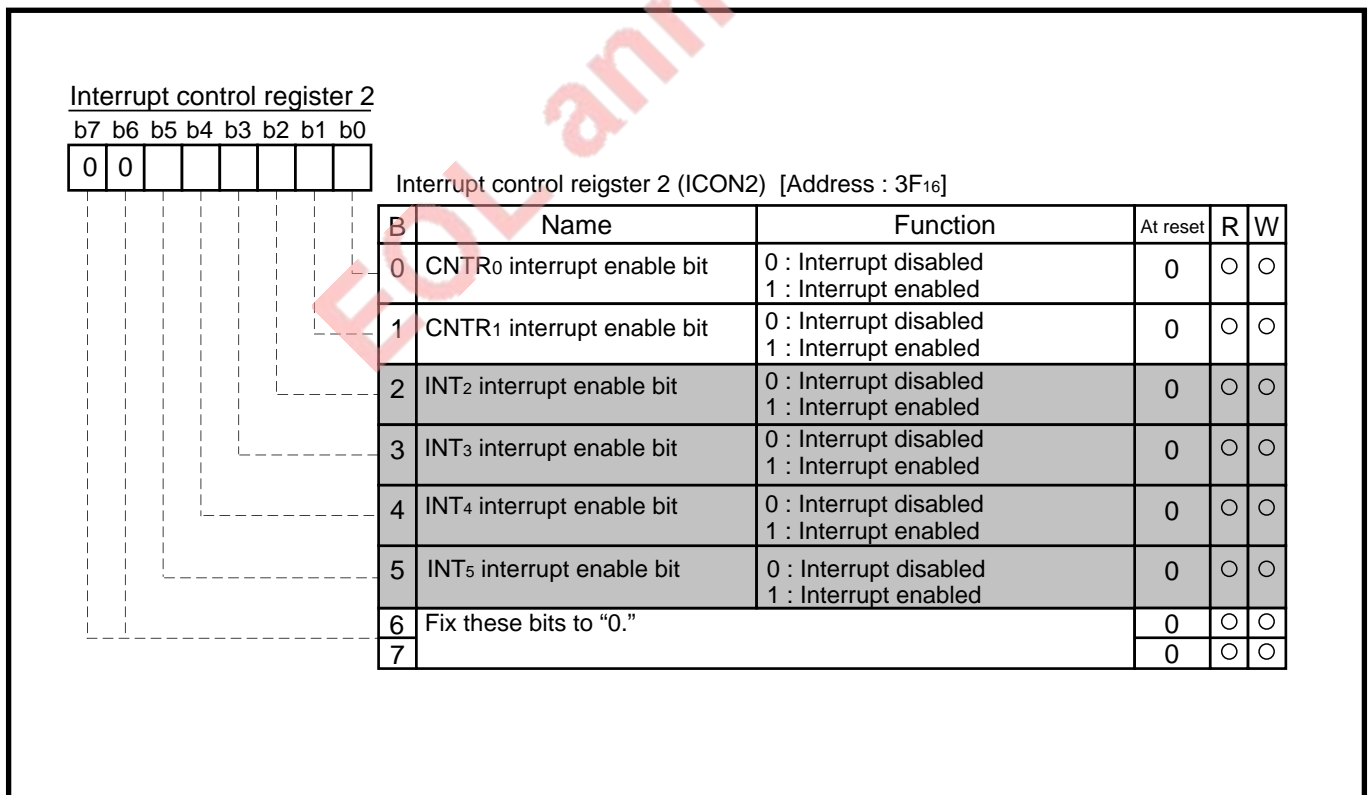 Interrupt control register 2
b7 b6 b5 b4 b3 b2 b1 b0
0 0
Interrupt control reigster 2 (ICON2) [Address : 3F16]
B Name Function At reset R W
0 CNTR0 interrupt enable bit 0 : Interrupt disabled 0 ○ ○
1 : Interrupt enabled
1 CNTR1 interrupt enable bit 0 : Interrupt disabled 0 ○ ○
1 : Interrupt enabled
2 INT2 interrupt enable bit 0 : Interrupt disabled 0 ○ ○
1 : Interrupt enabled
3 INT3 interrupt enable bit 0 : Interrupt disabled 0 ○ ○
1 : Interrupt enabled
4 INT4 interrupt enable bit 0 : Interrupt disabled 0 ○ ○
1 : Interrupt enabled
5 INT5 interrupt enable bit 0 : Interrupt disabled 0 ○ ○
1 : Interrupt enabled
6 Fix these bits to “0.” 0 ○ ○
7 0 ○ ○
EOL